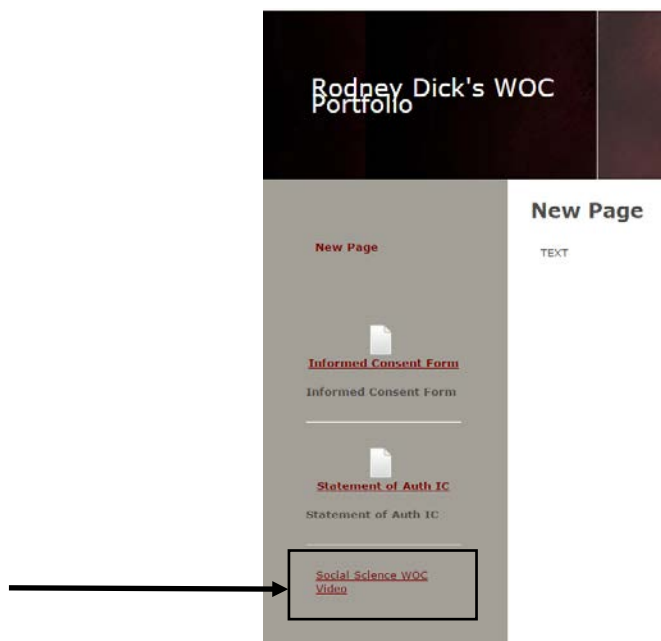 Rodney Dick's WOC
Portfolio
New Page
New Page
TEXT
Informed Consent Form
Informed Consent Form
Statement of Auth IC
Statement of Auth IC
Social Science WOC
Video